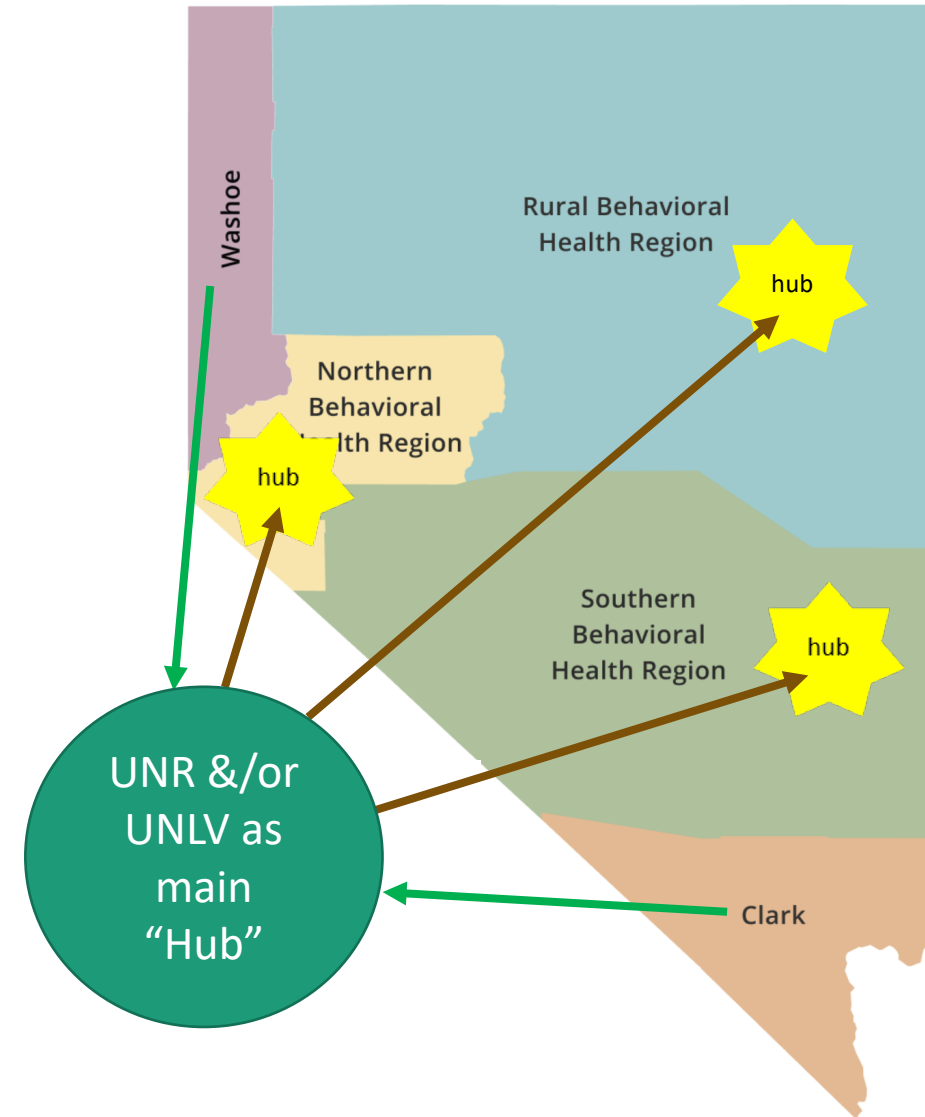 Washoe
Rural Behavioral
Health Region
hub
Northern
Behavioral
lth Region
hub
Southern
Behavioral
Health Region
hub
UNR &/or
UNLV as
main
“Hub”
Clark